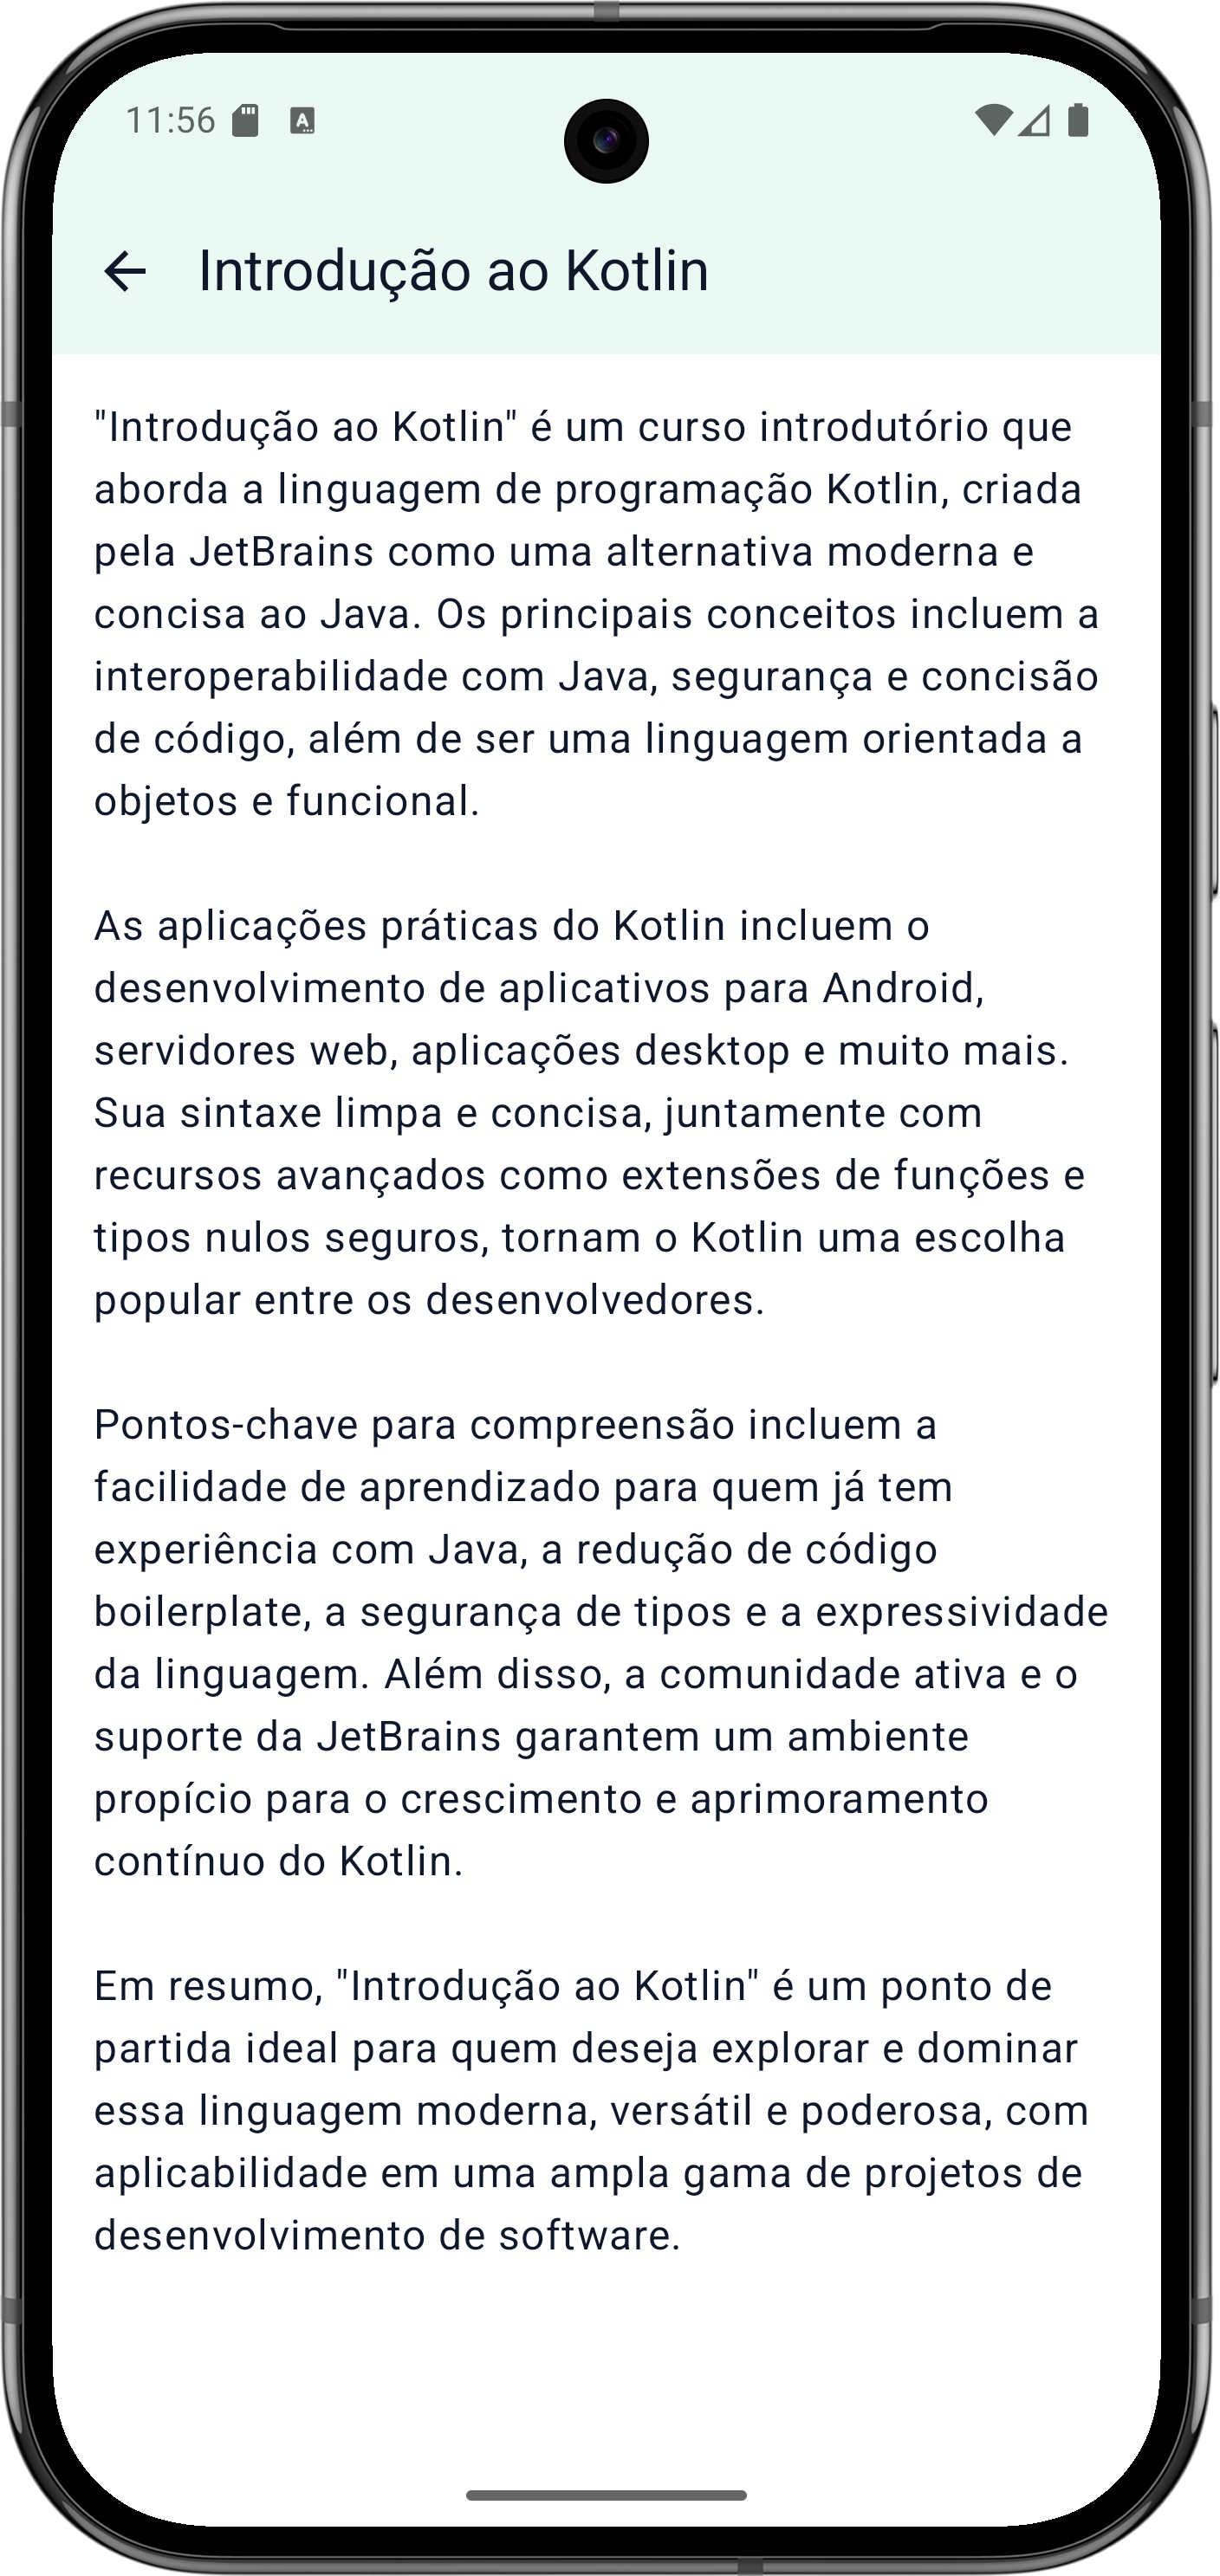 11:56
Introdução ao Kotlin
"Introdução ao Kotlin" é um curso introdutório que
aborda a linguagem de programação Kotlin, criada
pela JetBrains como uma alternativa moderna e
concisa ao Java. Os principais conceitos incluem a
interoperabilidade com Java, segurança e concisão
de código, além de ser uma linguagem orientada a
objetos e funcional.
As aplicações práticas do Kotlin incluem o
desenvolvimento de aplicativos para Android,
servidores web, aplicações desktop e muito mais.
Sua sintaxe limpa e concisa, juntamente com
recursos avançados como extensões de funções e
tipos nulos seguros, tornam o Kotlin uma escolha
popular entre os desenvolvedores.
Pontos-chave para compreensão incluem a
facilidade de aprendizado para quem já tem
experiência com Java, a redução de código
boilerplate, a segurança de tipos e a expressividade
da linguagem. Além disso, a comunidade ativa e o
suporte da JetBrains garantem um ambiente
propício para o crescimento e aprimoramento
contínuo do Kotlin.
Em resumo, "Introdução ao Kotlin" é um ponto de
partida ideal para quem deseja explorar e dominar
essa linguagem moderna, versátil e poderosa, com
aplicabilidade em uma ampla gama de projetos de
desenvolvimento de software.